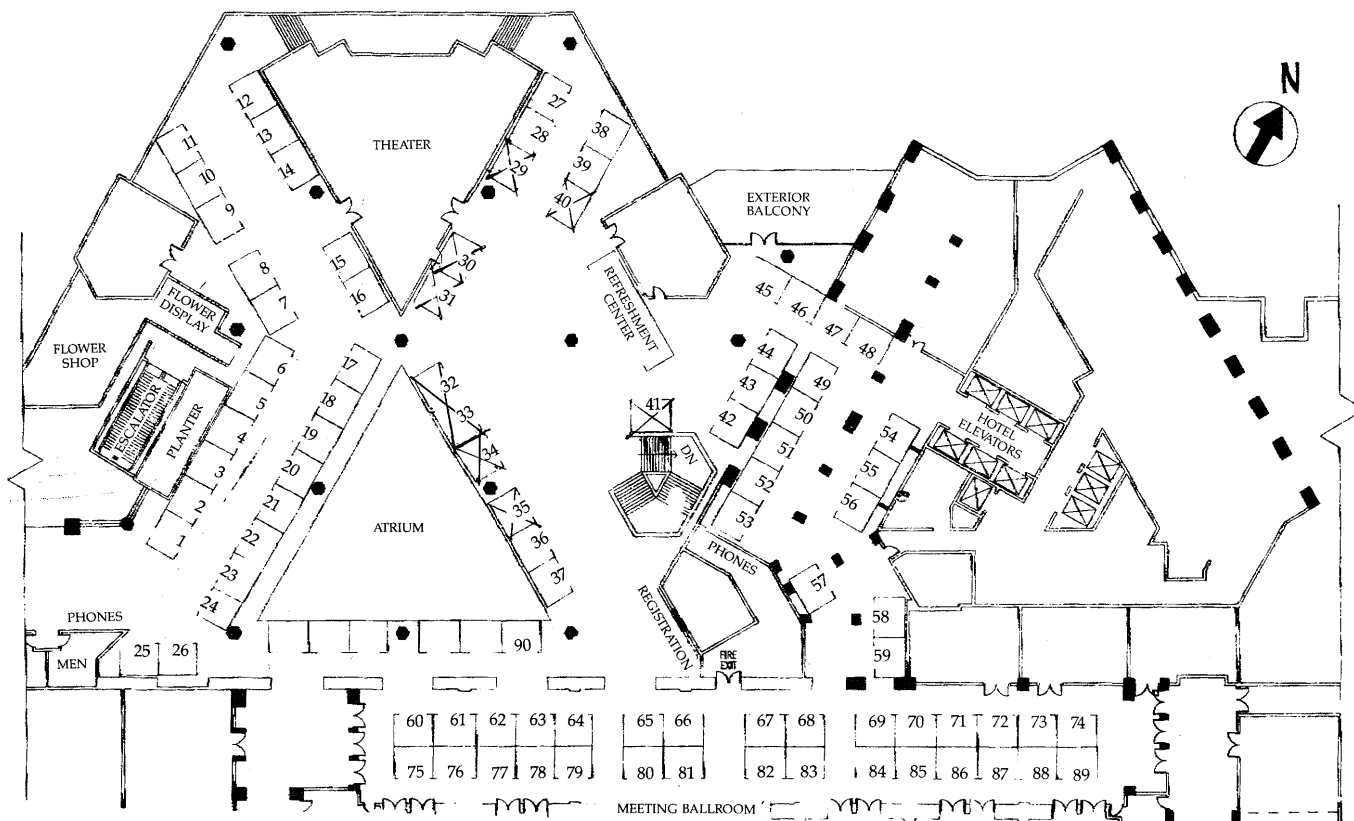 N
THEATER
EXTERIOR
BALCONY
REFRESHMENT
CENTER
FLOWER
DISPLAY
FLOWER
SHOP
ESCALATOR
PLANTER
ATRIUM
HOTEL
ELEVATORS
DN
PHONES
REGISTRATION
FIRE
EXIT
PHONES
MEN
MEETING BALLROOM
1
2
3
4
5
6
7
8
9
10
11
12
13
14
15
16
17
18
19
20
21
22
23
24
25
26
27
28
29
30
31
32
33
34
35
36
37
38
39
40
41
42
43
44
45
46
47
48
49
50
51
52
53
54
55
56
57
58
59
90
60 61 62 63 64 65 66 67 68 69 70 71 72 73 74
75 76 77 78 79 80 81 82 83 84 85 86 87 88 89